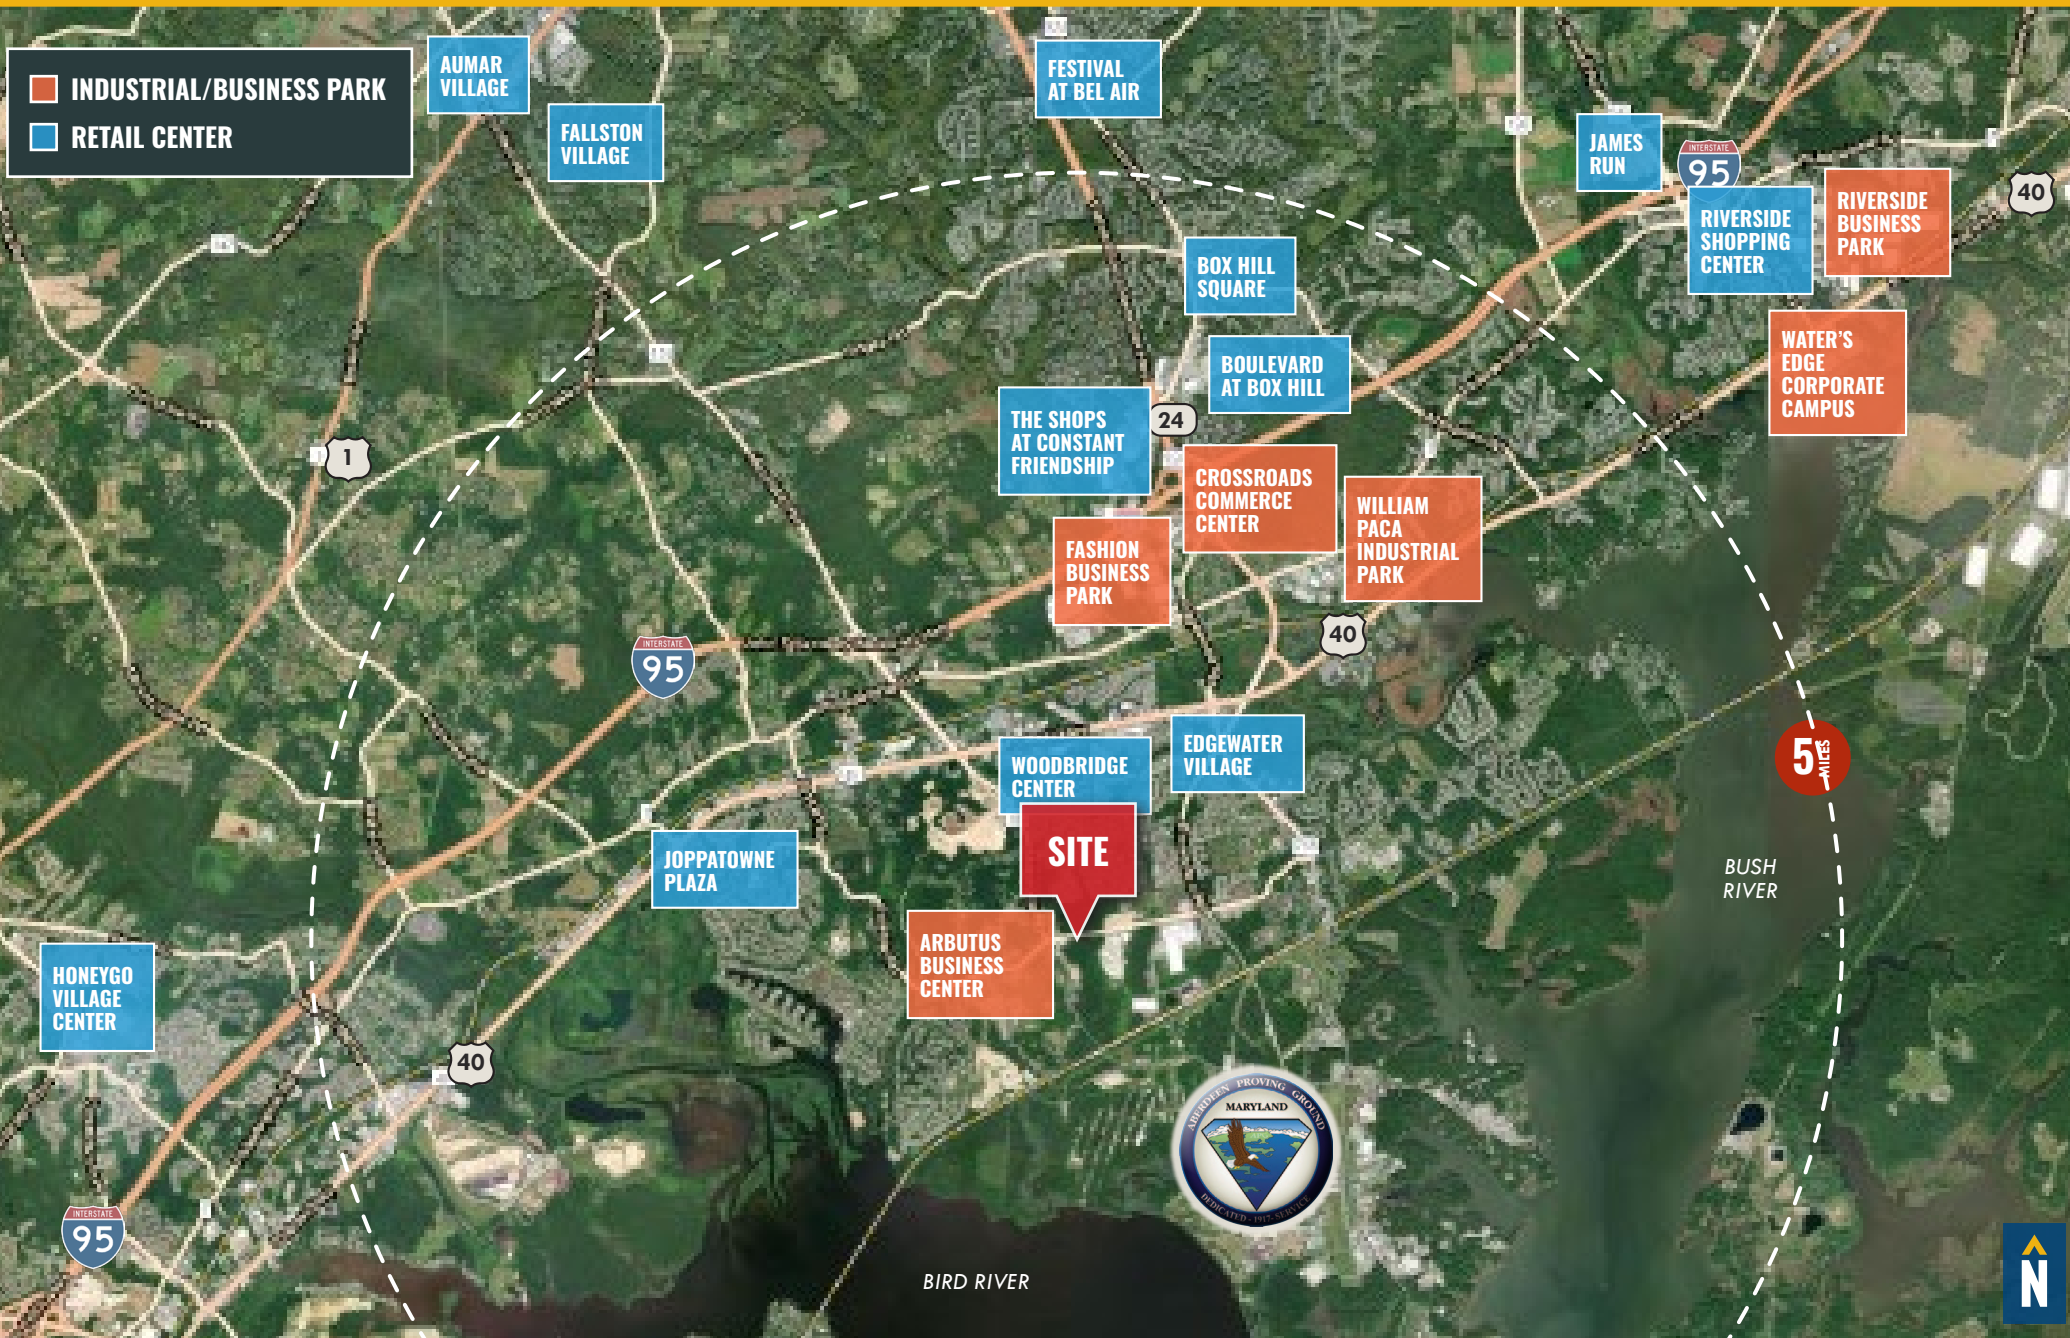 INDUSTRIAL/BUSINESS PARK
RETAIL CENTER
AUMAR
VILLAGE
FALLSTON
VILLAGE
FESTIVAL
AT BEL AIR
JAMES
RUN
INTERSTATE
95
RIVERSIDE
SHOPPING
CENTER
RIVERSIDE
BUSINESS
PARK
40
BOX HILL
SQUARE
WATER'S
EDGE
CORPORATE
CAMPUS
BOULEVARD
AT BOX HILL
THE SHOPS
AT CONSTANT
FRIENDSHIP
24
1
CROSSROADS
COMMERCE
CENTER
WILLIAM
PACA
INDUSTRIAL
PARK
FASHION
BUSINESS
PARK
40
INTERSTATE
95
EDGEWATER
VILLAGE
WOODBRIDGE
CENTER
5 MILES
SITE
JOPPATOWNE
PLAZA
BUSH
RIVER
ARBUTUS
BUSINESS
CENTER
HONEYGO
VILLAGE
CENTER
40
ABERDEEN PROVING GROUND
MARYLAND
DEDICATED - 1917 - SERVICE
INTERSTATE
95
BIRD RIVER
N